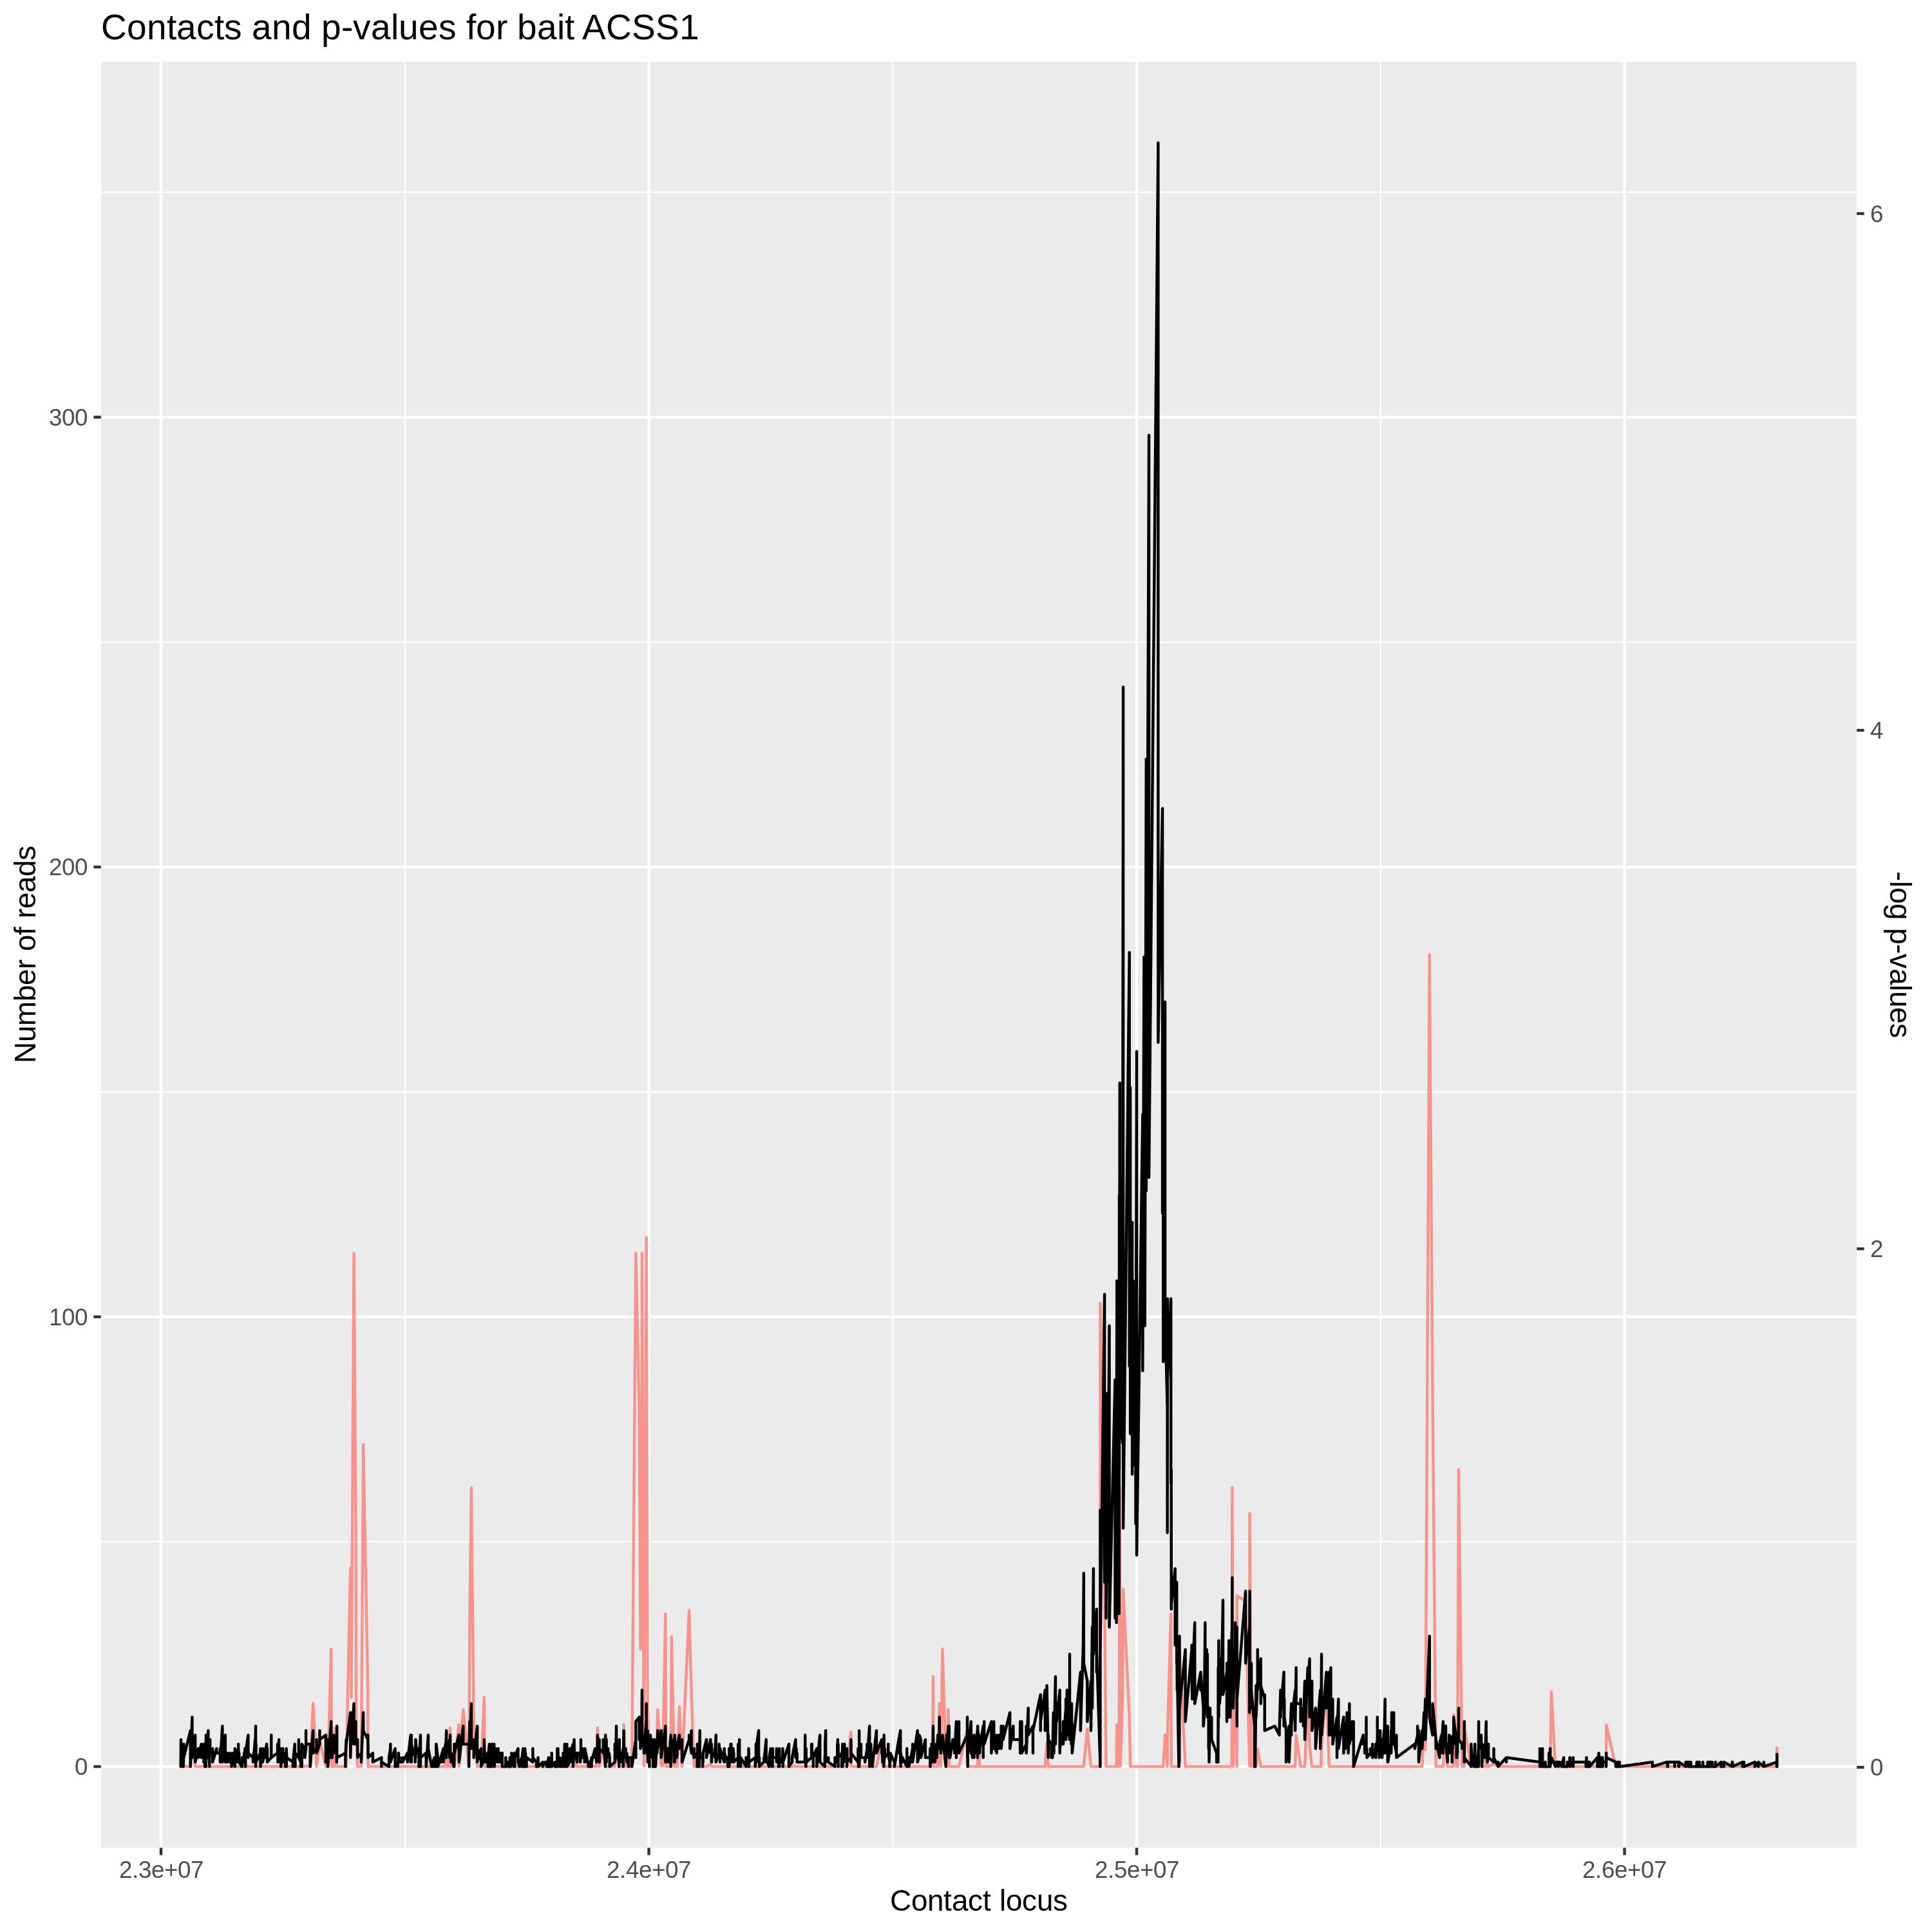 Contacts and p-values for bait ACSS1
Number of reads
300
200
100
0
6
4
2
0
-log p-values
2.3e+07
2.4e+07
2.5e+07
2.6e+07
Contact locus